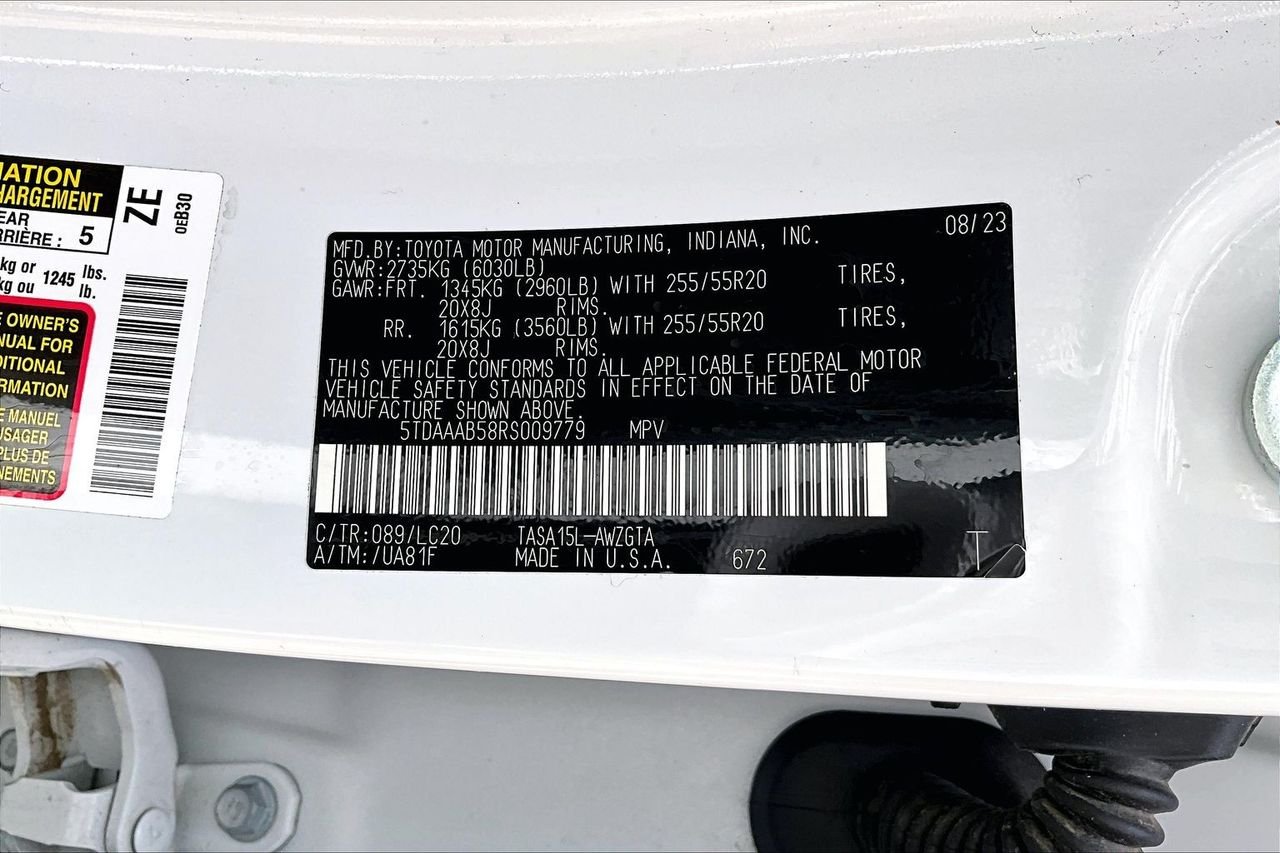 MATION
CHARGEMENT
EAR
RRIÈRE : 5
kg or 1245 lbs.
kg ou lb.
E OWNER'S
NUAL FOR
DITIONAL
RMATION
E MANUEL
USAGER
PLUS DE
NEMENTS
ZE
0EB30
MFD.BY:TOYOTA MOTOR MANUFACTURING, INDIANA, INC. 08/23
GVWR:2735KG (6030LB)
GAWR:FRT. 1345KG (2960LB) WITH 255/55R20 TIRES,
20X8J RIMS.
RR. 1615KG (3560LB) WITH 255/55R20 TIRES,
20X8J RIMS.
THIS VEHICLE CONFORMS TO ALL APPLICABLE FEDERAL MOTOR
VEHICLE SAFETY STANDARDS IN EFFECT ON THE DATE OF
MANUFACTURE SHOWN ABOVE.
5TDAAAB58RS009779 MPV
C/TR:089/LC20 TASA15L-AWZGTA
A/TM:/UA81F MADE IN U.S.A. 672 T